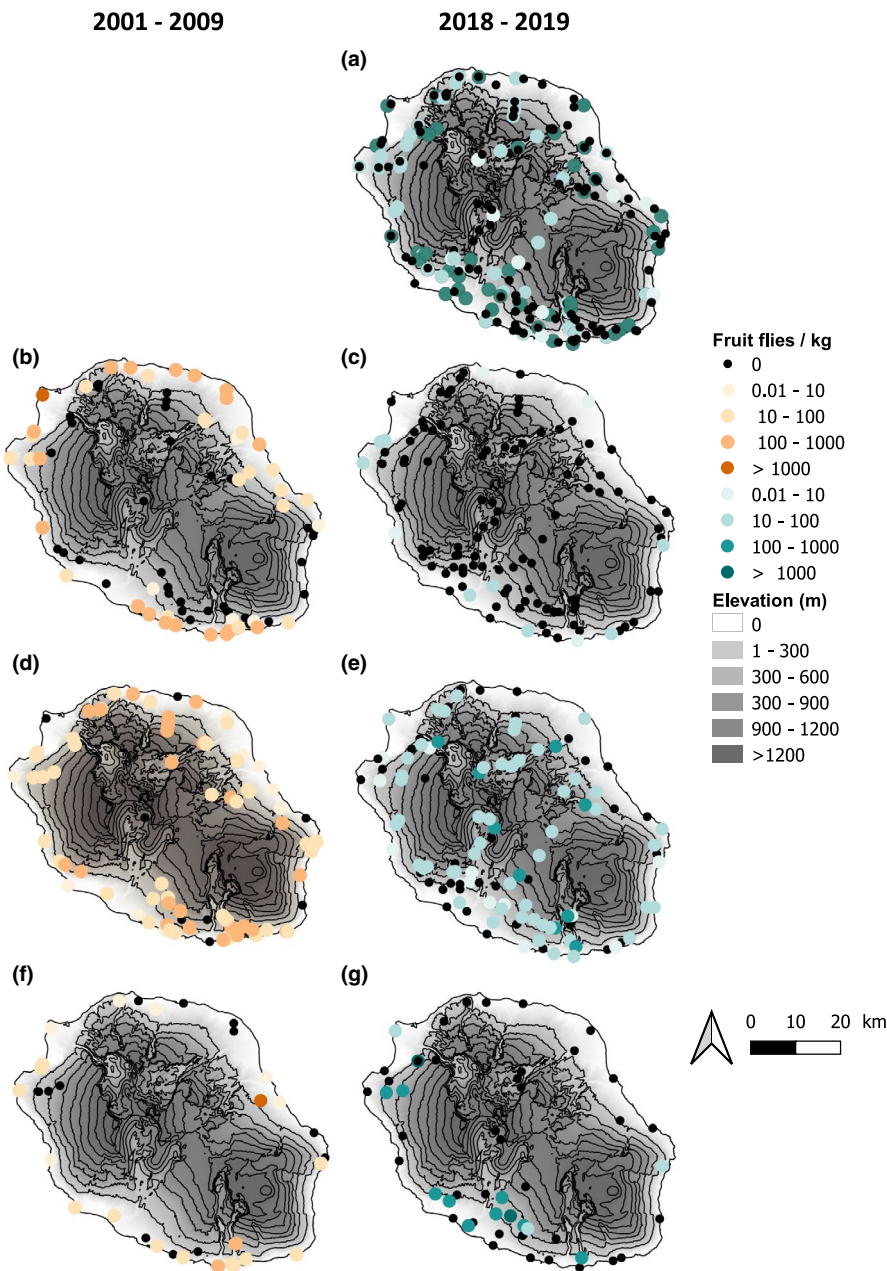 2001 - 2009
2018 - 2019
(a)
(b)
(c)
Fruit flies / kg
0
0.01 - 10
10 - 100
100 - 1000
> 1000
0.01 - 10
10 - 100
100 - 1000
> 1000
Elevation (m)
0
1 - 300
300 - 600
300 - 900
900 - 1200
>1200
(d)
(e)
(f)
(g)
0 10 20 km